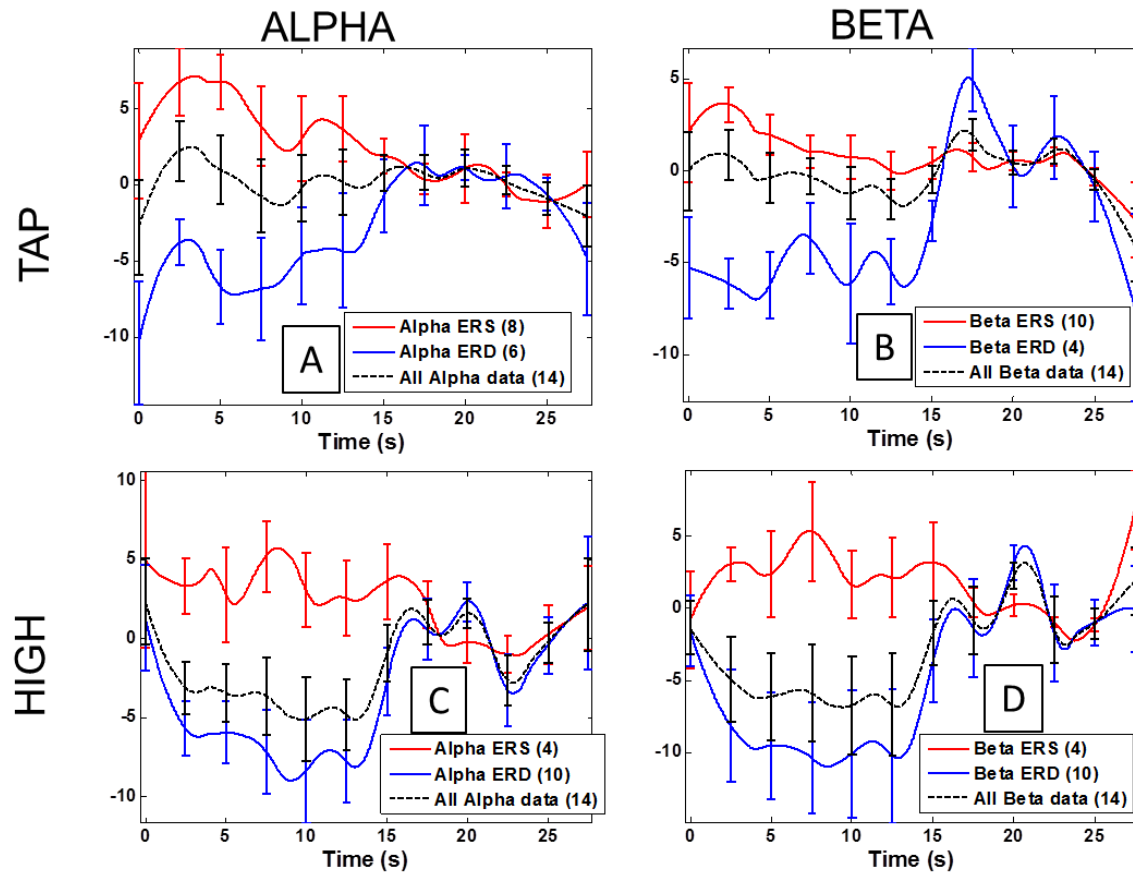 ALPHA
BETA
TAP
5
0
-5
-10
A
Alpha ERS (8)
Alpha ERD (6)
All Alpha data (14)
0 5 10 15 20 25
Time (s)
5
0
-5
-10
B
Beta ERS (10)
Beta ERD (4)
All Beta data (14)
0 5 10 15 20 25
Time (s)
HIGH
10
5
0
-5
-10
C
Alpha ERS (4)
Alpha ERD (10)
All Alpha data (14)
0 5 10 15 20 25
Time (s)
5
0
-5
-10
D
Beta ERS (4)
Beta ERD (10)
All Beta data (14)
0 5 10 15 20 25
Time (s)